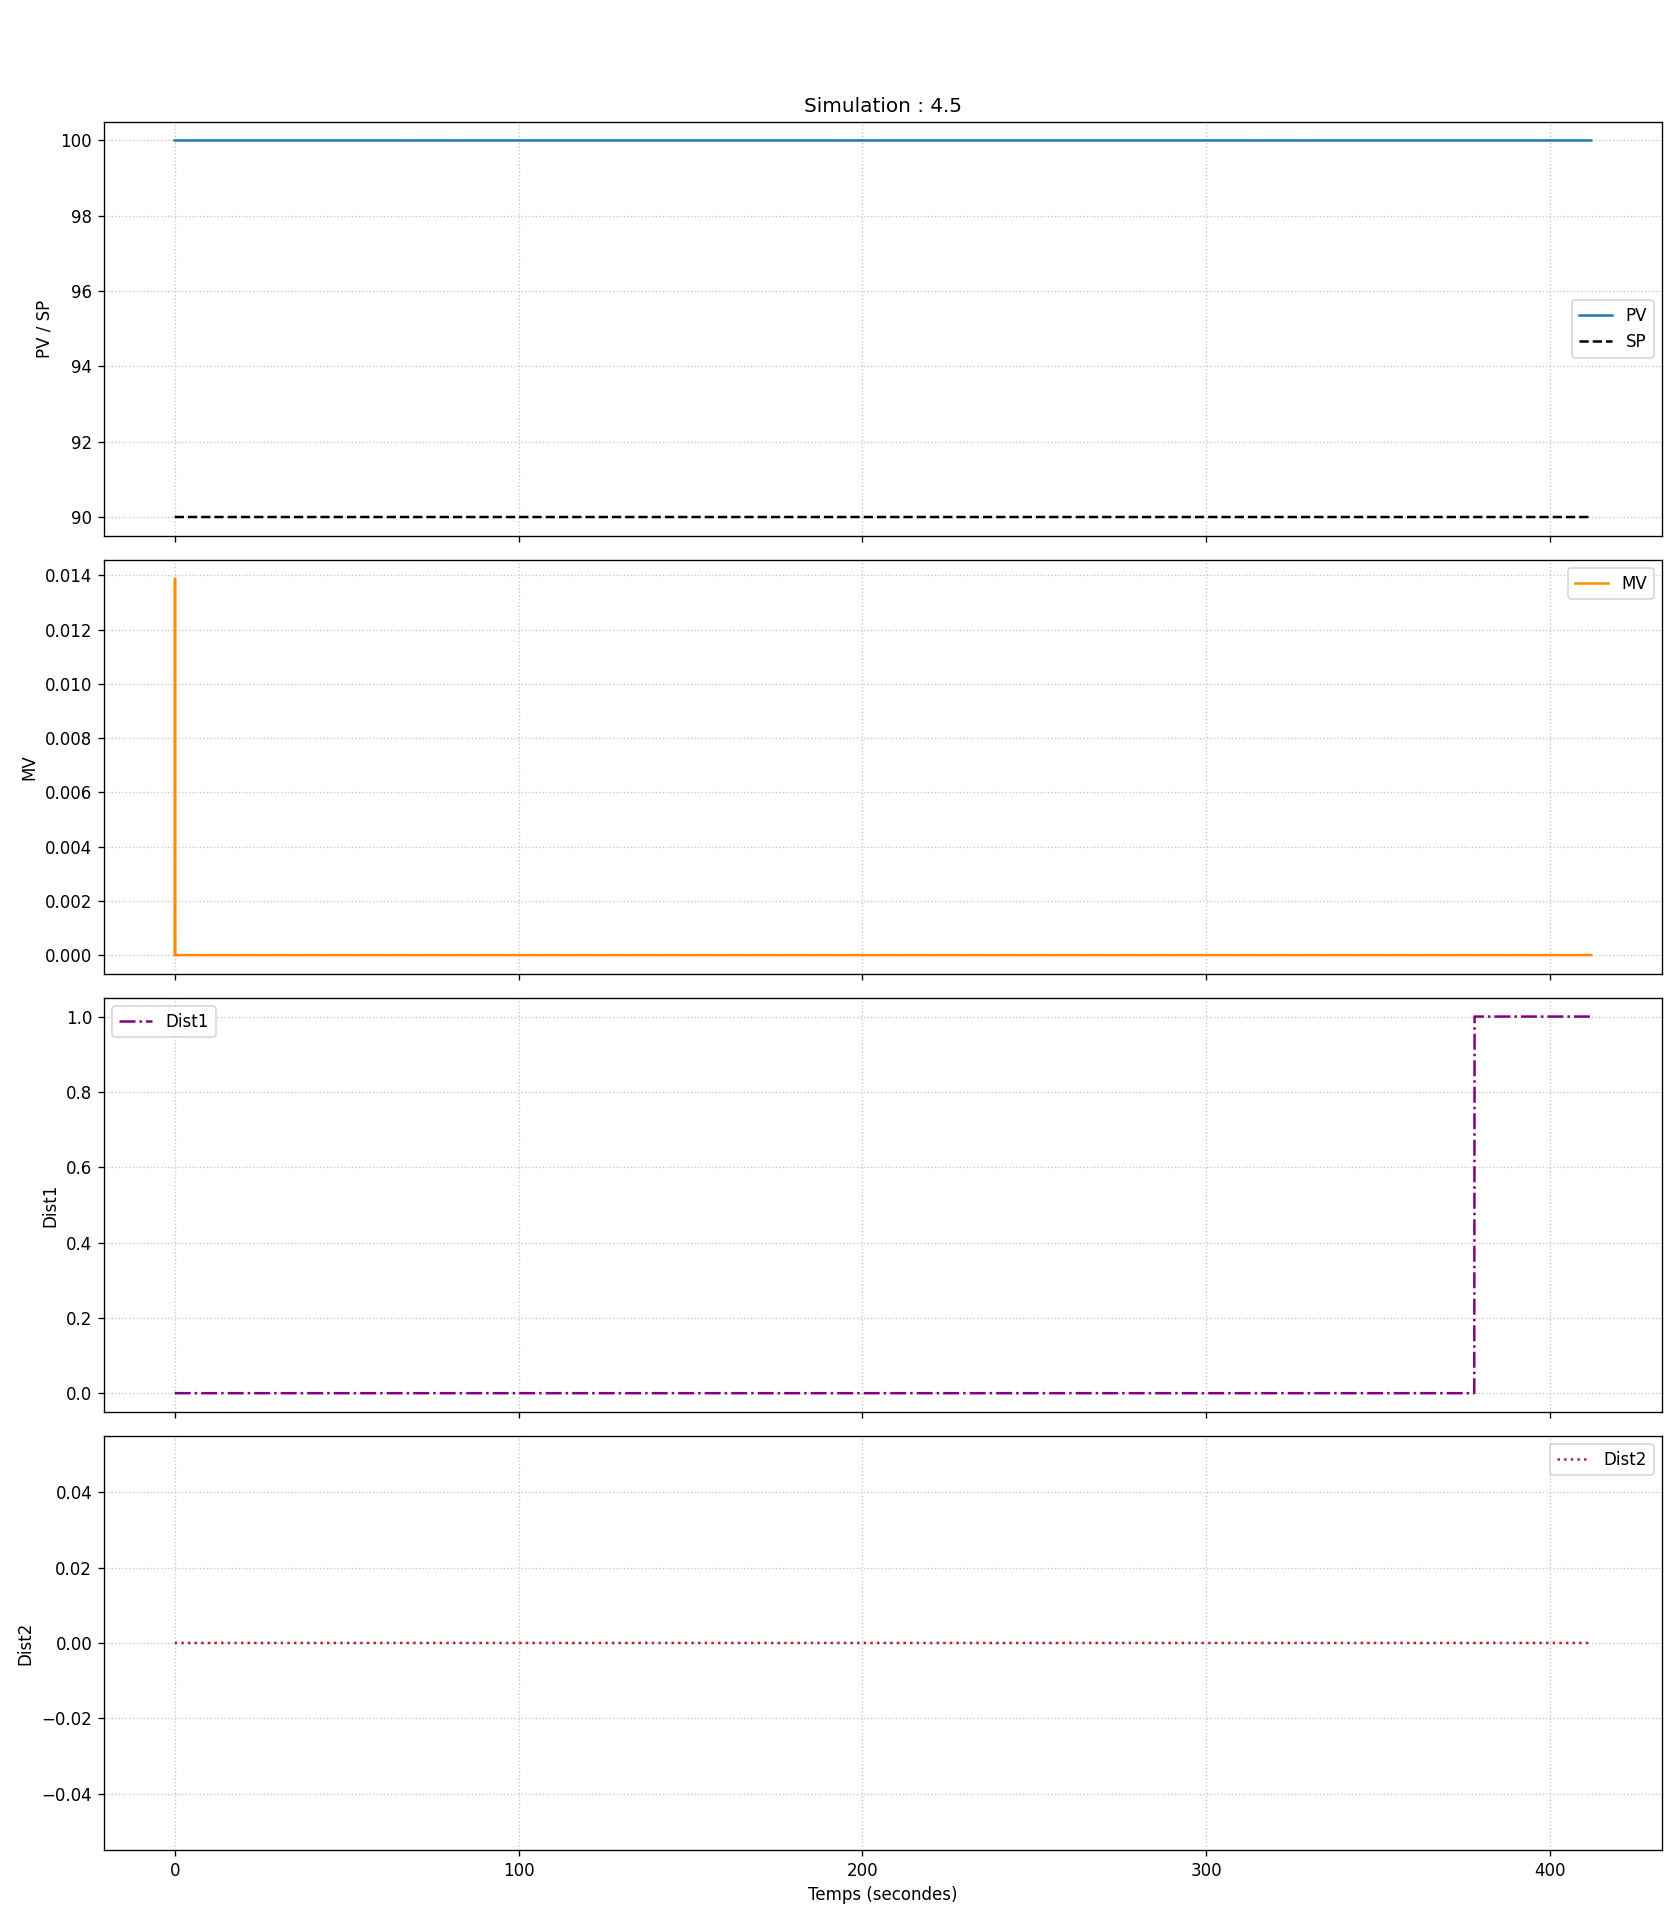 Simulation : 4.5
100
98
96
94
92
90
PV / SP
PV
SP
0.014
0.012
0.010
0.008
0.006
0.004
0.002
0.000
MV
MV
1.0
0.8
0.6
0.4
0.2
0.0
Dist1
Dist1
0.04
0.02
0.00
−0.02
−0.04
Dist2
Dist2
0 100 200 300 400
Temps (secondes)